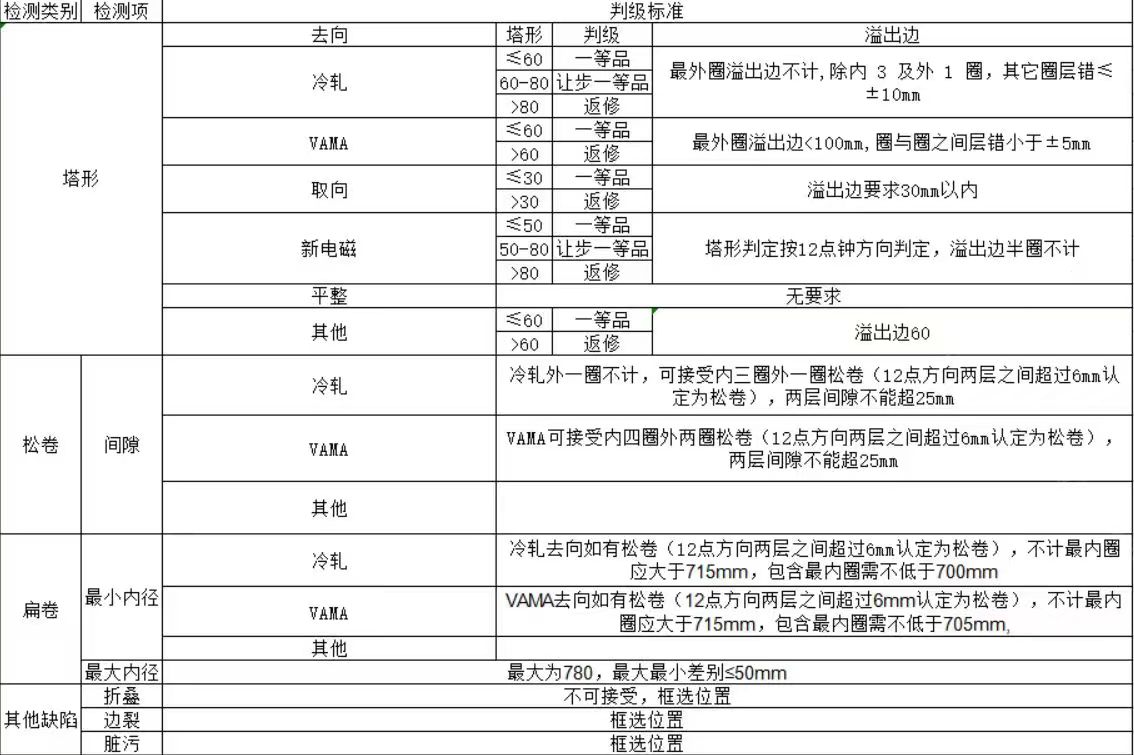 检测类别 检测项 判级标准
塔形 去向 塔形 判级 溢出边
冷轧 ≤60 一等品 最外圈溢出边不计,除内 3 及外 1 圈，其它圈层错≤
±10mm
60-80 让步一等品
>80 返修
VAMA ≤60 一等品 最外圈溢出边<100mm,圈与圈之间层错小于±5mm
>60 返修
取向 ≤30 一等品 溢出边要求30mm以内
>30 返修
新电磁 ≤50 一等品 塔形判定按12点钟方向判定，溢出边半圈不计
50-80 让步一等品
>80 返修
平整 无要求
其他 ≤60 一等品 溢出边60
>60 返修
松卷 间隙 冷轧 冷轧外一圈不计，可接受内三圈外一圈松卷（12点方向两层之间超过6mm认
定为松卷），两层间隙不能超25mm
VAMA VAMA可接受内四圈外两圈松卷（12点方向两层之间超过6mm认定为松卷），
两层间隙不能超25mm
其他
扁卷 最小内径 冷轧 冷轧去向如有松卷（12点方向两层之间超过6mm认定为松卷），不计最内圈
应大于715mm，包含最内圈需不低于700mm
VAMA VAMA去向如有松卷（12点方向两层之间超过6mm认定为松卷），不计最内
圈应大于715mm，包含最内圈需不低于705mm,
其他
最大内径 最大为780，最大最小差别≤50mm
其他缺陷 折叠 不可接受，框选位置
边裂 框选位置
脏污 框选位置